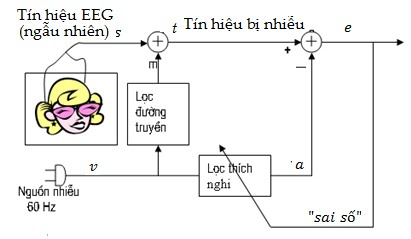 Tín hiệu EEG
(ngẫu nhiên) s
t Tín hiệu bị nhiễu e
+
+
+
–
m
Lọc
đường
truyền
v
Lọc thích
nghi
a
Nguồn nhiễu
60 Hz
"sai số"